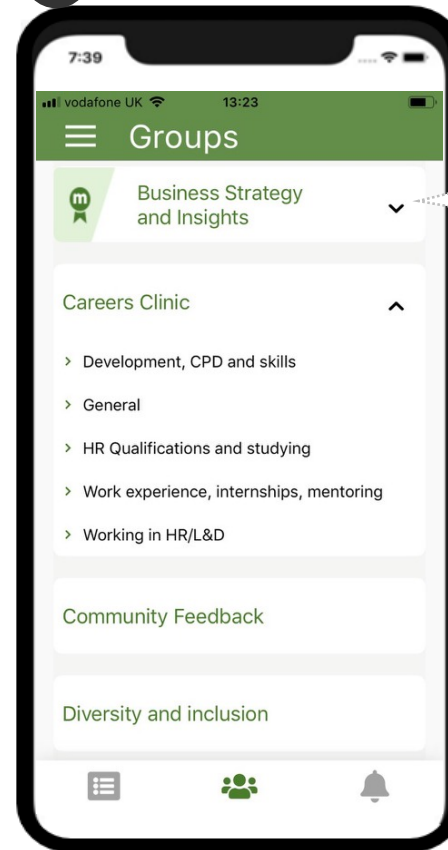 7:39
vodafone UK 13:23
Groups
m
Business Strategy
and Insights
Careers Clinic
Development, CPD and skills
General
HR Qualifications and studying
Work experience, internships, mentoring
Working in HR/L&D
Community Feedback
Diversity and inclusion